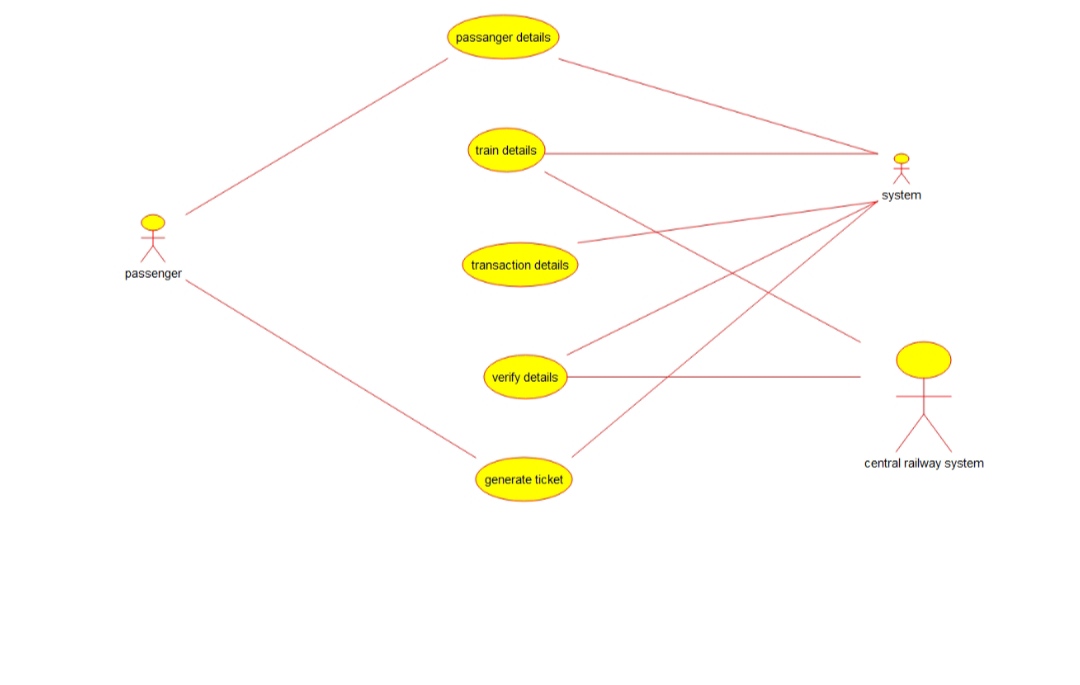 passanger details
train details
system
transaction details
passenger
verify details
central railway system
generate ticket